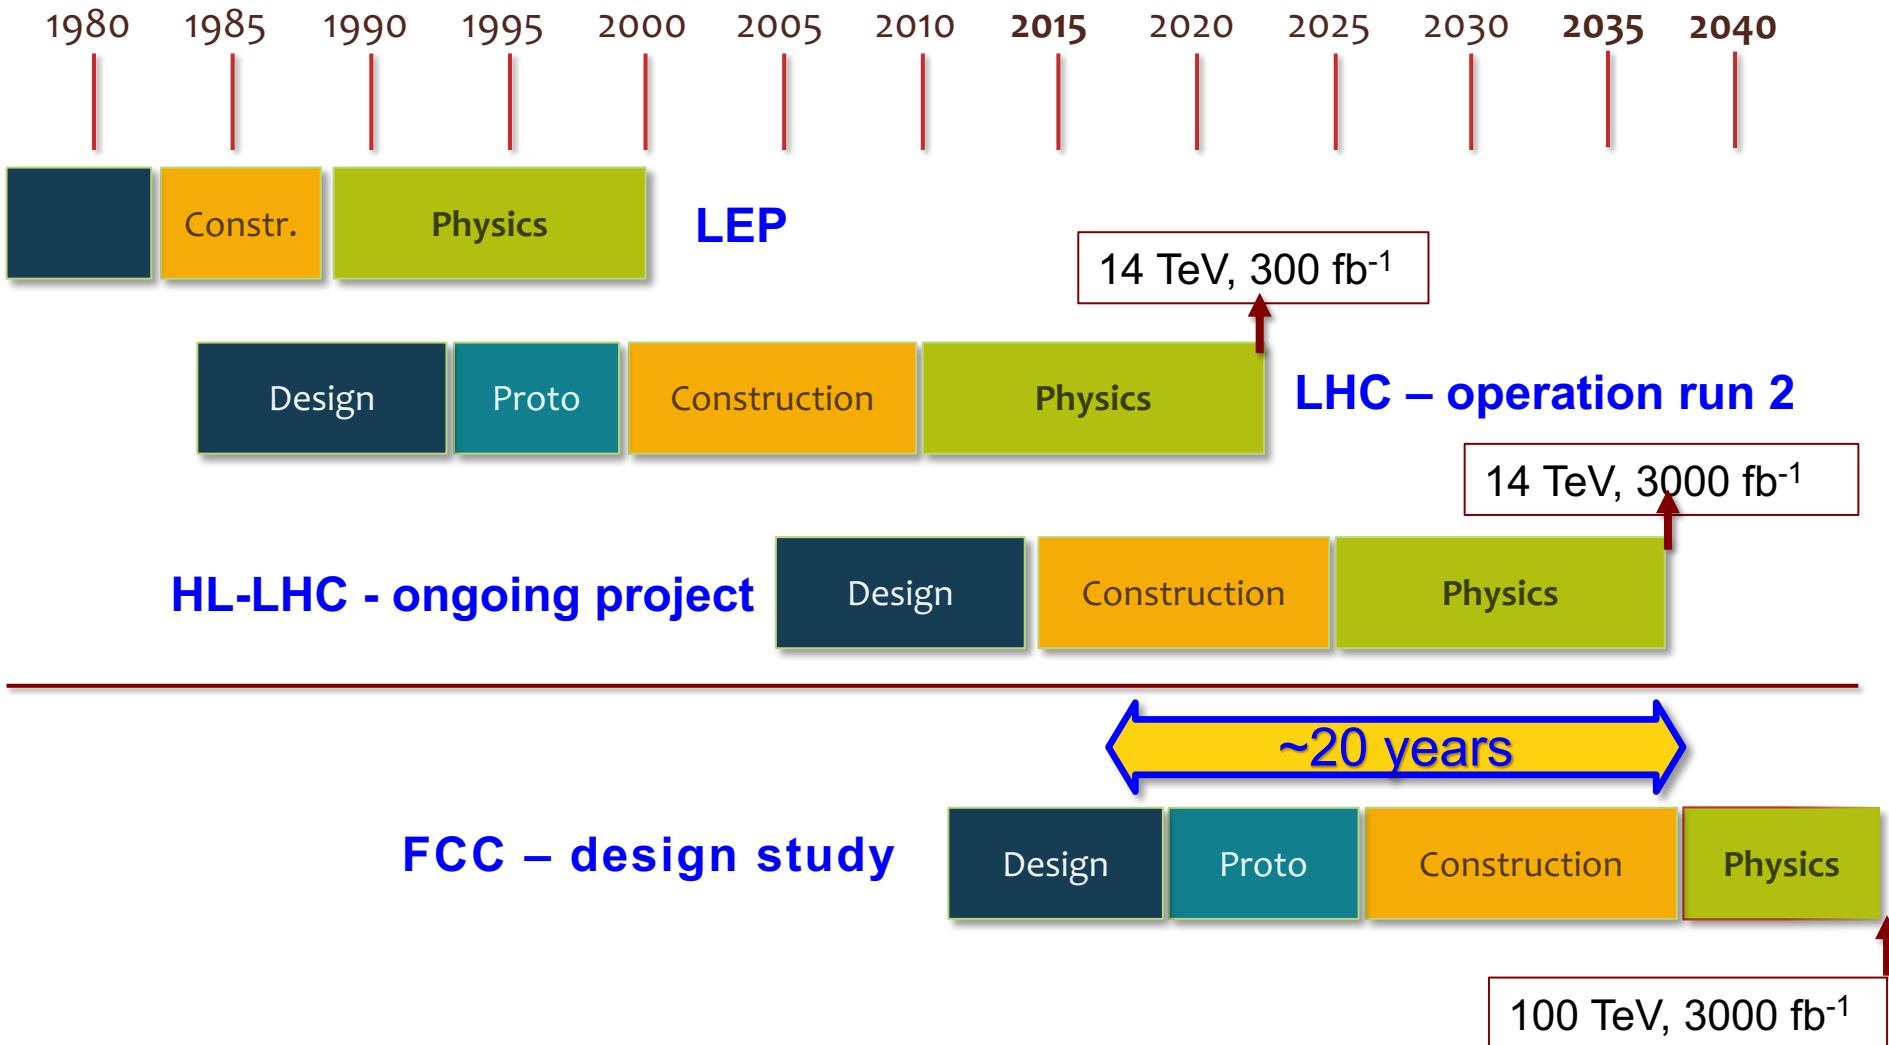 1980 1985 1990 1995 2000 2005 2010 2015 2020 2025 2030 2035 2040
Constr. Physics LEP
14 TeV, 300 fb⁻¹
Design Proto Construction Physics LHC – operation run 2
14 TeV, 3000 fb⁻¹
HL-LHC - ongoing project Design Construction Physics
~20 years
FCC – design study Design Proto Construction Physics
100 TeV, 3000 fb⁻¹